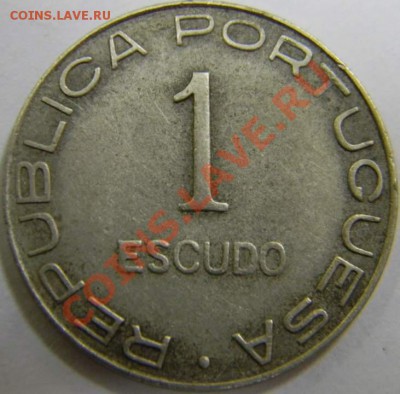 COINS.LAVE.RU
REPUBLICA PORTUGUESA
1
ESCUDO
COINS.LAVE.RU